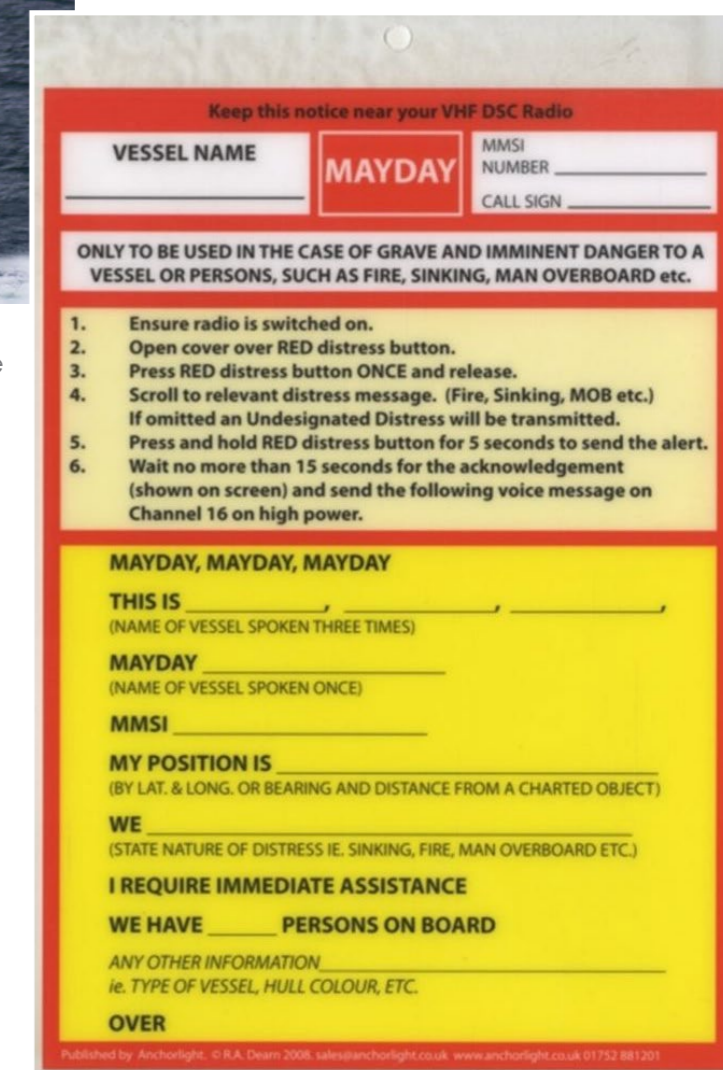 e
Keep this notice near your VHF DSC Radio
VESSEL NAME
MAYDAY
MMSI
NUMBER
CALL SIGN
ONLY TO BE USED IN THE CASE OF GRAVE AND IMMINENT DANGER TO A
VESSEL OR PERSONS, SUCH AS FIRE, SINKING, MAN OVERBOARD etc.
1. Ensure radio is switched on.
2. Open cover over RED distress button.
3. Press RED distress button ONCE and release.
4. Scroll to relevant distress message. (Fire, Sinking, MOB etc.)
If omitted an Undesignated Distress will be transmitted.
5. Press and hold RED distress button for 5 seconds to send the alert.
6. Wait no more than 15 seconds for the acknowledgement
(shown on screen) and send the following voice message on
Channel 16 on high power.
MAYDAY, MAYDAY, MAYDAY
THIS IS ____________, ____________, ____________,
(NAME OF VESSEL SPOKEN THREE TIMES)
MAYDAY ____________
(NAME OF VESSEL SPOKEN ONCE)
MMSI ____________
MY POSITION IS ____________
(BY LAT. & LONG. OR BEARING AND DISTANCE FROM A CHARTED OBJECT)
WE ____________
(STATE NATURE OF DISTRESS IE. SINKING, FIRE, MAN OVERBOARD ETC.)
I REQUIRE IMMEDIATE ASSISTANCE
WE HAVE ______ PERSONS ON BOARD
ANY OTHER INFORMATION____________
ie. TYPE OF VESSEL, HULL COLOUR, ETC.
OVER
Published by Anchorlight. © R.A. Dearn 2008. sales@anchorlight.co.uk www.anchorlight.co.uk 01752 881201